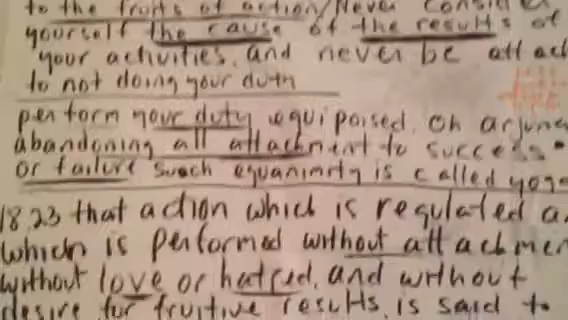 to the fruits of action, Never consider
yourself the cause of the results of
your activities, and never be attach
to not doing your duty
perform your duty equipoised, Oh arjuna
abandoning all attachment to success
or failure such equanimity is called yoga
18.23 that action which is regulated a
which is performed without attachmen
without love or hatred, and without
desire for fruitive results, is said to